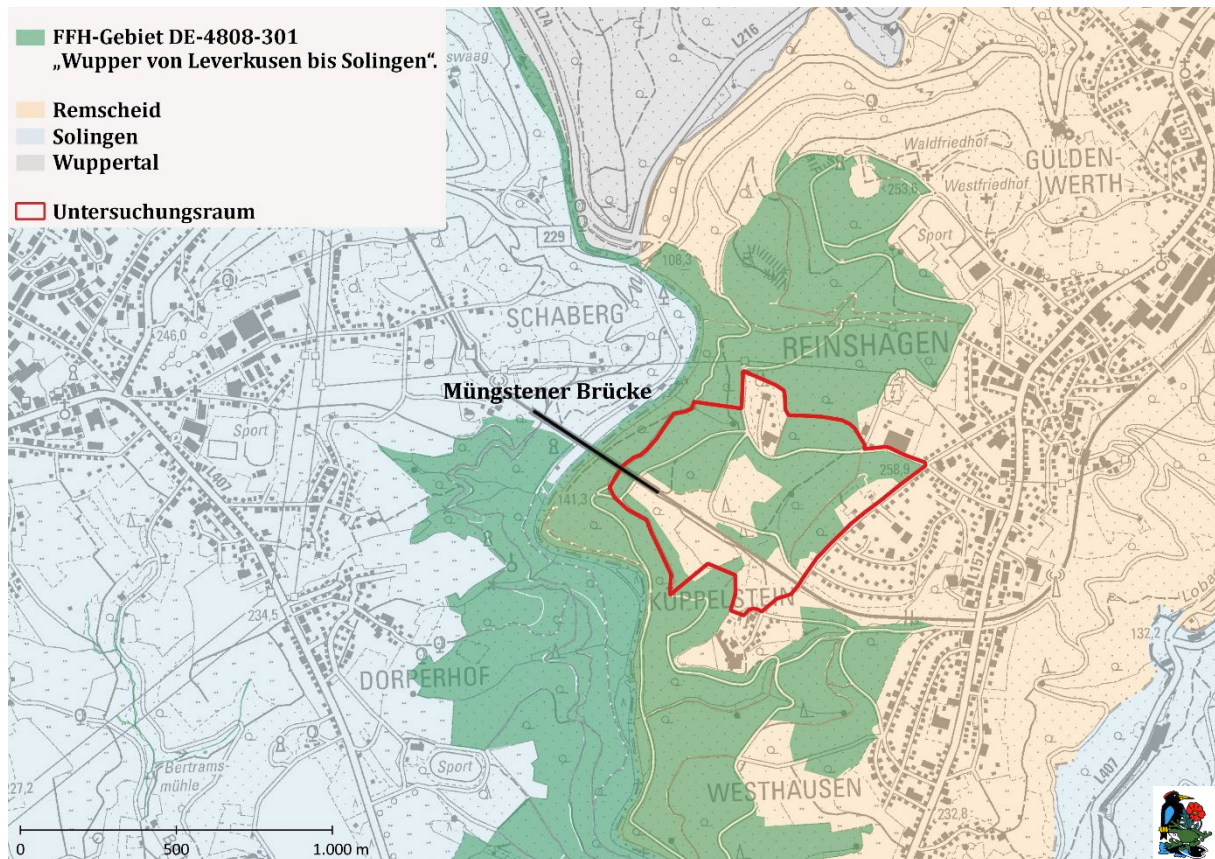 FFH-Gebiet DE-4808-301
„Wupper von Leverkusen bis Solingen“.
Remscheid
Solingen
Wuppertal
Untersuchungsraum
L74
L216
L157
Waldfriedhof
GÜLDEN-
WERTH
253,6
Westfriedhof
Sport
229
108,3
SCHABERG
246,0
REINSHAGEN
Müngstener Brücke
Sport
L407
258,9
141,3
L157
KÜPPELSTEIN
234,5
132,2
DORPERHOF
Bertrams-
mühle
Sport
L407
WESTHAUSEN
232,8
0
500
1.000 m